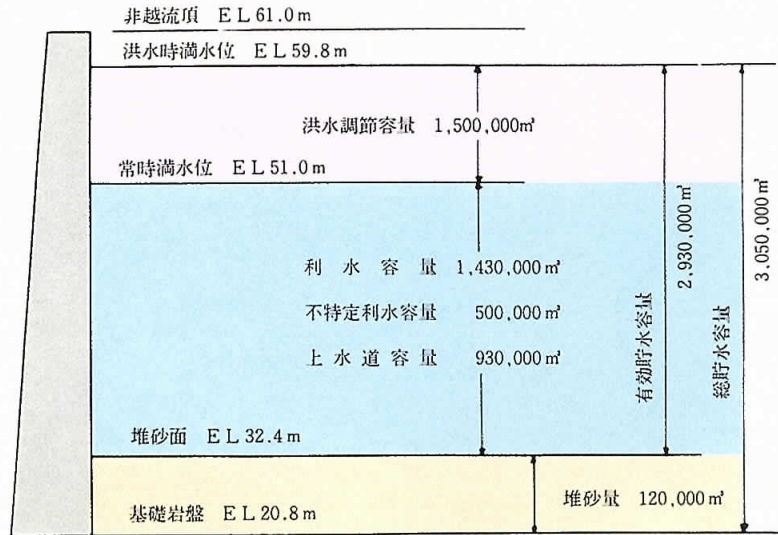 非越流頂 EL61.0m
洪水時満水位 EL59.8m
洪水調節容量 1,500,000㎥
常時満水位 EL51.0m
利水容量 1,430,000㎥
不特定利水容量 500,000㎥
上水道容量 930,000㎥
有効貯水容量 2,930,000㎥
総貯水容量 3,050,000㎥
堆砂面 EL32.4m
堆砂量 120,000㎥
基礎岩盤 EL20.8m